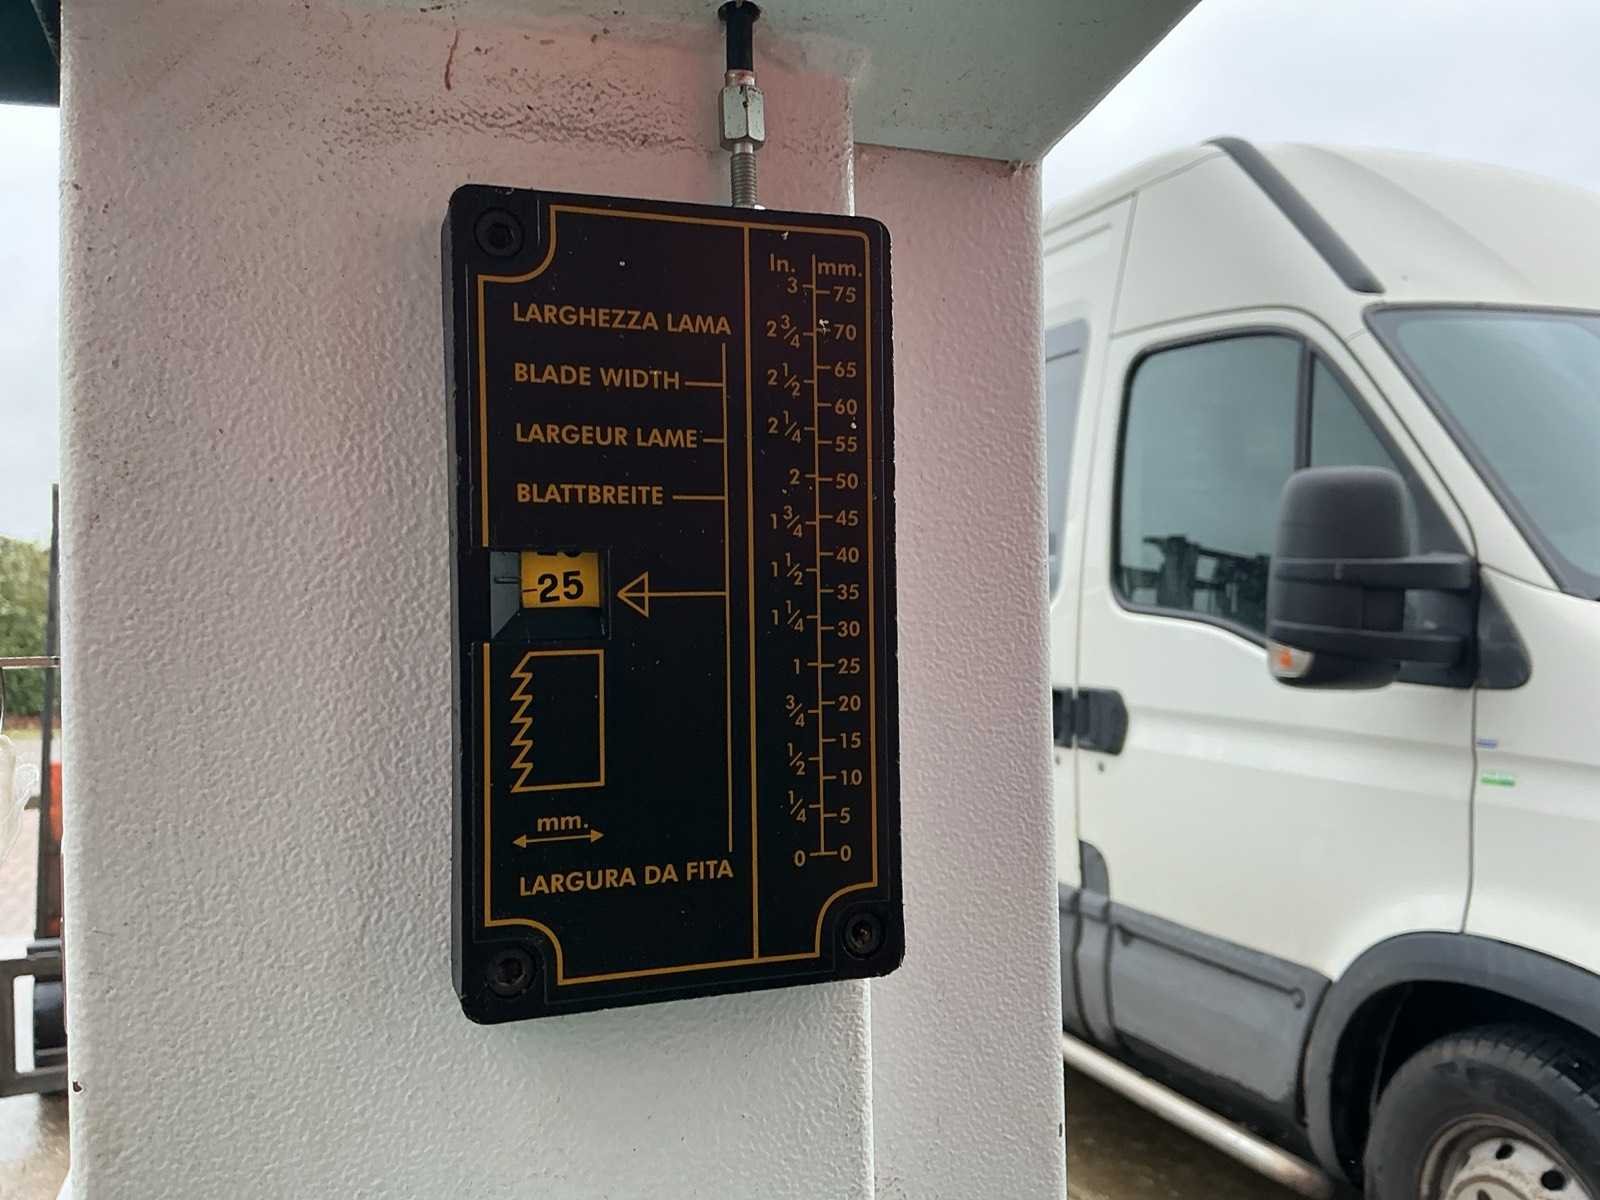 LARGHEZZA LAMA
BLADE WIDTH
LARGEUR LAME
BLATTBREITE
25
mm.
LARGURA DA FITA
In. mm.
3 75
2 3/4 70
65
2 1/2
60
2 1/4
55
2 50
1 3/4 45
40
1 1/2
35
1 1/4
30
1 25
3/4 20
15
1/2
10
1/4 5
0 0